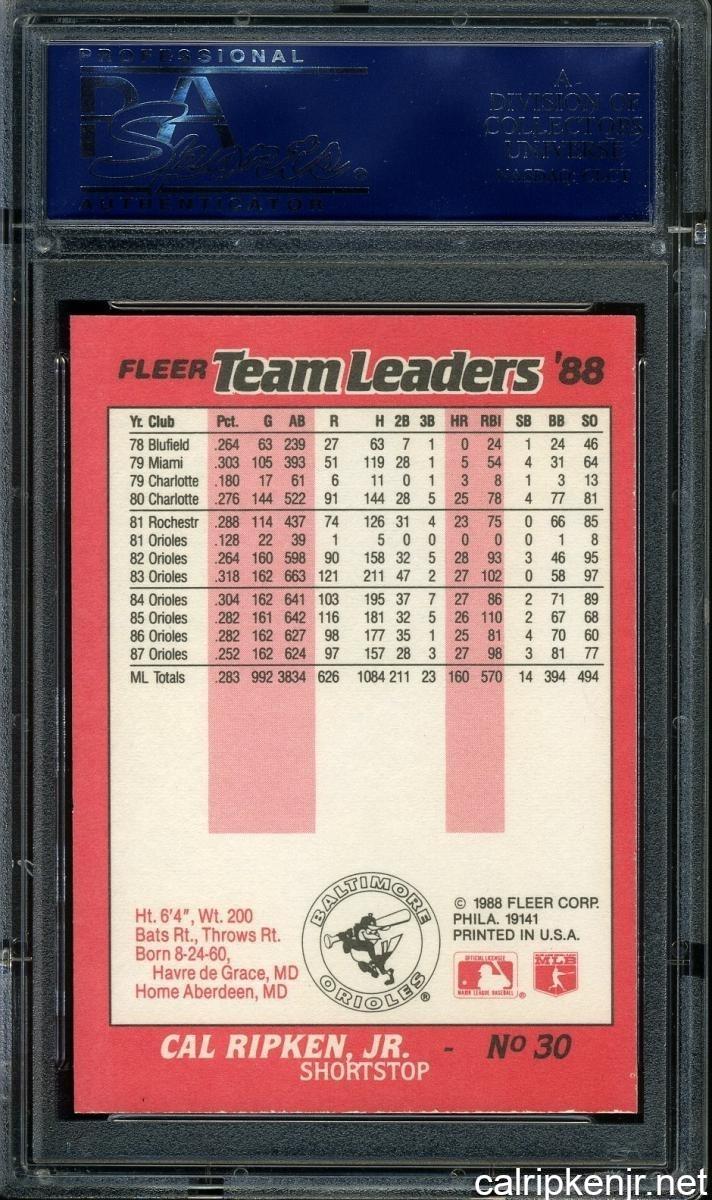 PROFESSIONAL
PSA
Sports
AUTHENTICATOR
A
DIVISION OF
COLLECTORS
UNIVERSE
NASDAQ: CLCT
FLEER Team Leaders '88
Yr. Club Pct. G AB R H 2B 3B HR RBI SB BB SO
78 Blufield .264 63 239 27 63 7 1 0 24 1 24 46
79 Miami .303 105 393 51 119 28 1 5 54 4 31 64
79 Charlotte .180 17 61 6 11 0 1 3 8 1 3 13
80 Charlotte .276 144 522 91 144 28 5 25 78 4 77 81
81 Rochestr .288 114 437 74 126 31 4 23 75 0 66 85
81 Orioles .128 22 39 1 5 0 0 0 0 0 1 8
82 Orioles .264 160 598 90 158 32 5 28 93 3 46 95
83 Orioles .318 162 663 121 211 47 2 27 102 0 58 97
84 Orioles .304 162 641 103 195 37 7 27 86 2 71 89
85 Orioles .282 161 642 116 181 32 5 26 110 2 67 68
86 Orioles .282 162 627 98 177 35 1 25 81 4 70 60
87 Orioles .252 162 624 97 157 28 3 27 98 3 81 77
ML Totals .283 992 3834 626 1084 211 23 160 570 14 394 494
Ht. 6'4", Wt. 200
Bats Rt., Throws Rt.
Born 8-24-60,
Havre de Grace, MD
Home Aberdeen, MD
BALTIMORE
ORIOLES®
© 1988 FLEER CORP.
PHILA. 19141
PRINTED IN U.S.A.
OFFICIAL LICENSEE
MAJOR LEAGUE BASEBALL ®
MLB
CAL RIPKEN, JR. - No 30
SHORTSTOP
calripkenjr.net